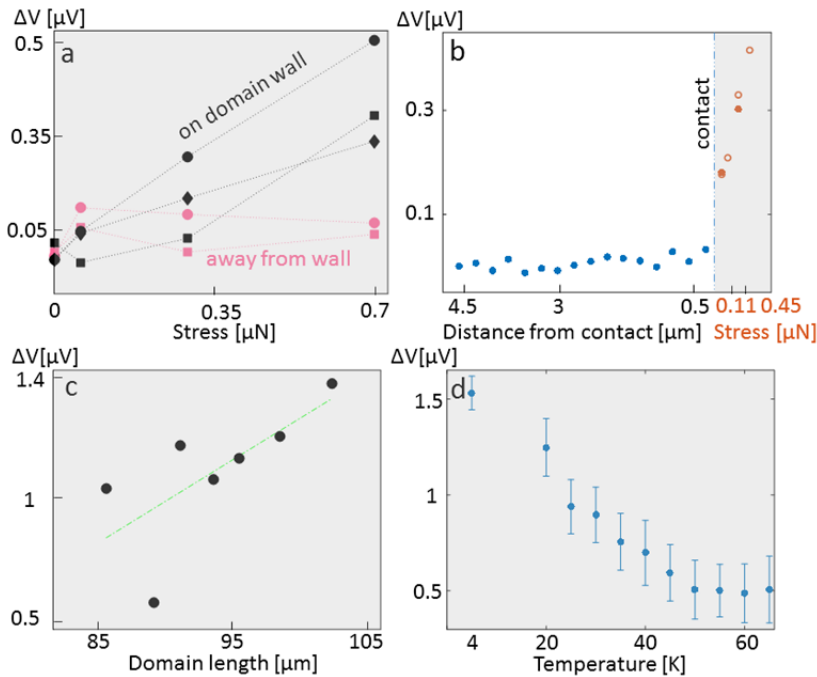 ΔV [μV]
a
0.5
0.35
0.05
on domain wall
away from wall
0 0.35 0.7
Stress [μN]
ΔV[μV]
b
0.3
0.1
contact
4.5 3 0.5 0.11 0.45
Distance from contact [μm] Stress [μN]
ΔV[μV]
c
1.4
1
0.5
85 95 105
Domain length [μm]
ΔV[μV]
d
1.5
1
0.5
4 20 40 60
Temperature [K]